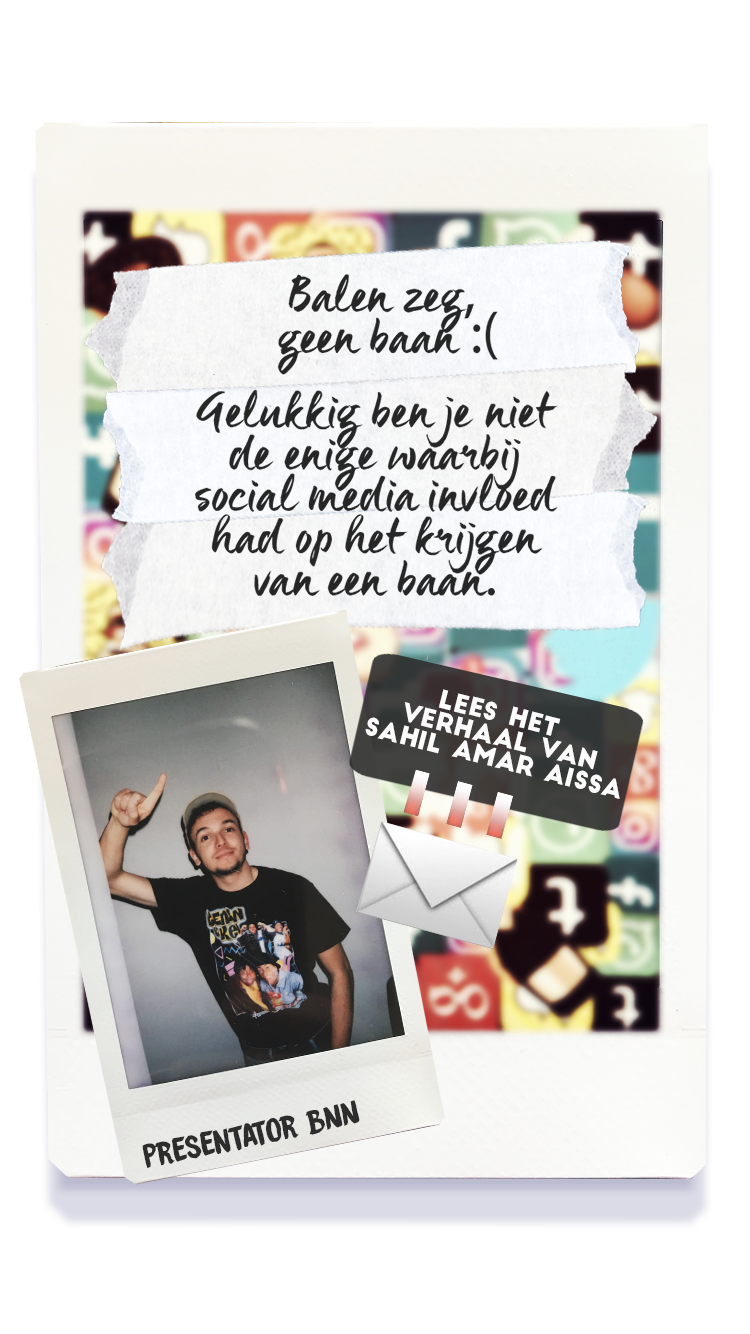 Balen zeg,
geen baan :(
Gelukkig ben je niet
de enige waarbij
social media invloed
had op het krijgen
van een baan.
LEES HET
VERHAAL VAN
SAHIL AMAR AISSA
PRESENTATOR BNN